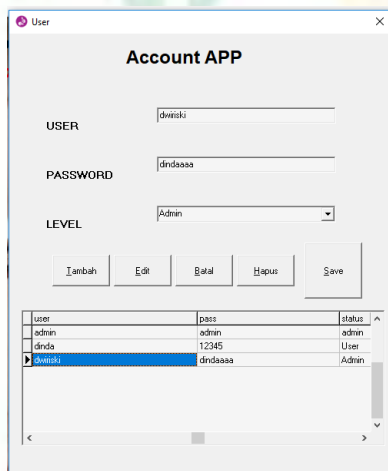 User
Account APP
USER
dwiriski
PASSWORD
dindaaaa
LEVEL
Admin
Tambah Edit Batal Hapus Save
user pass status
admin admin admin
dinda 12345 User
dwiriski dindaaaa Admin